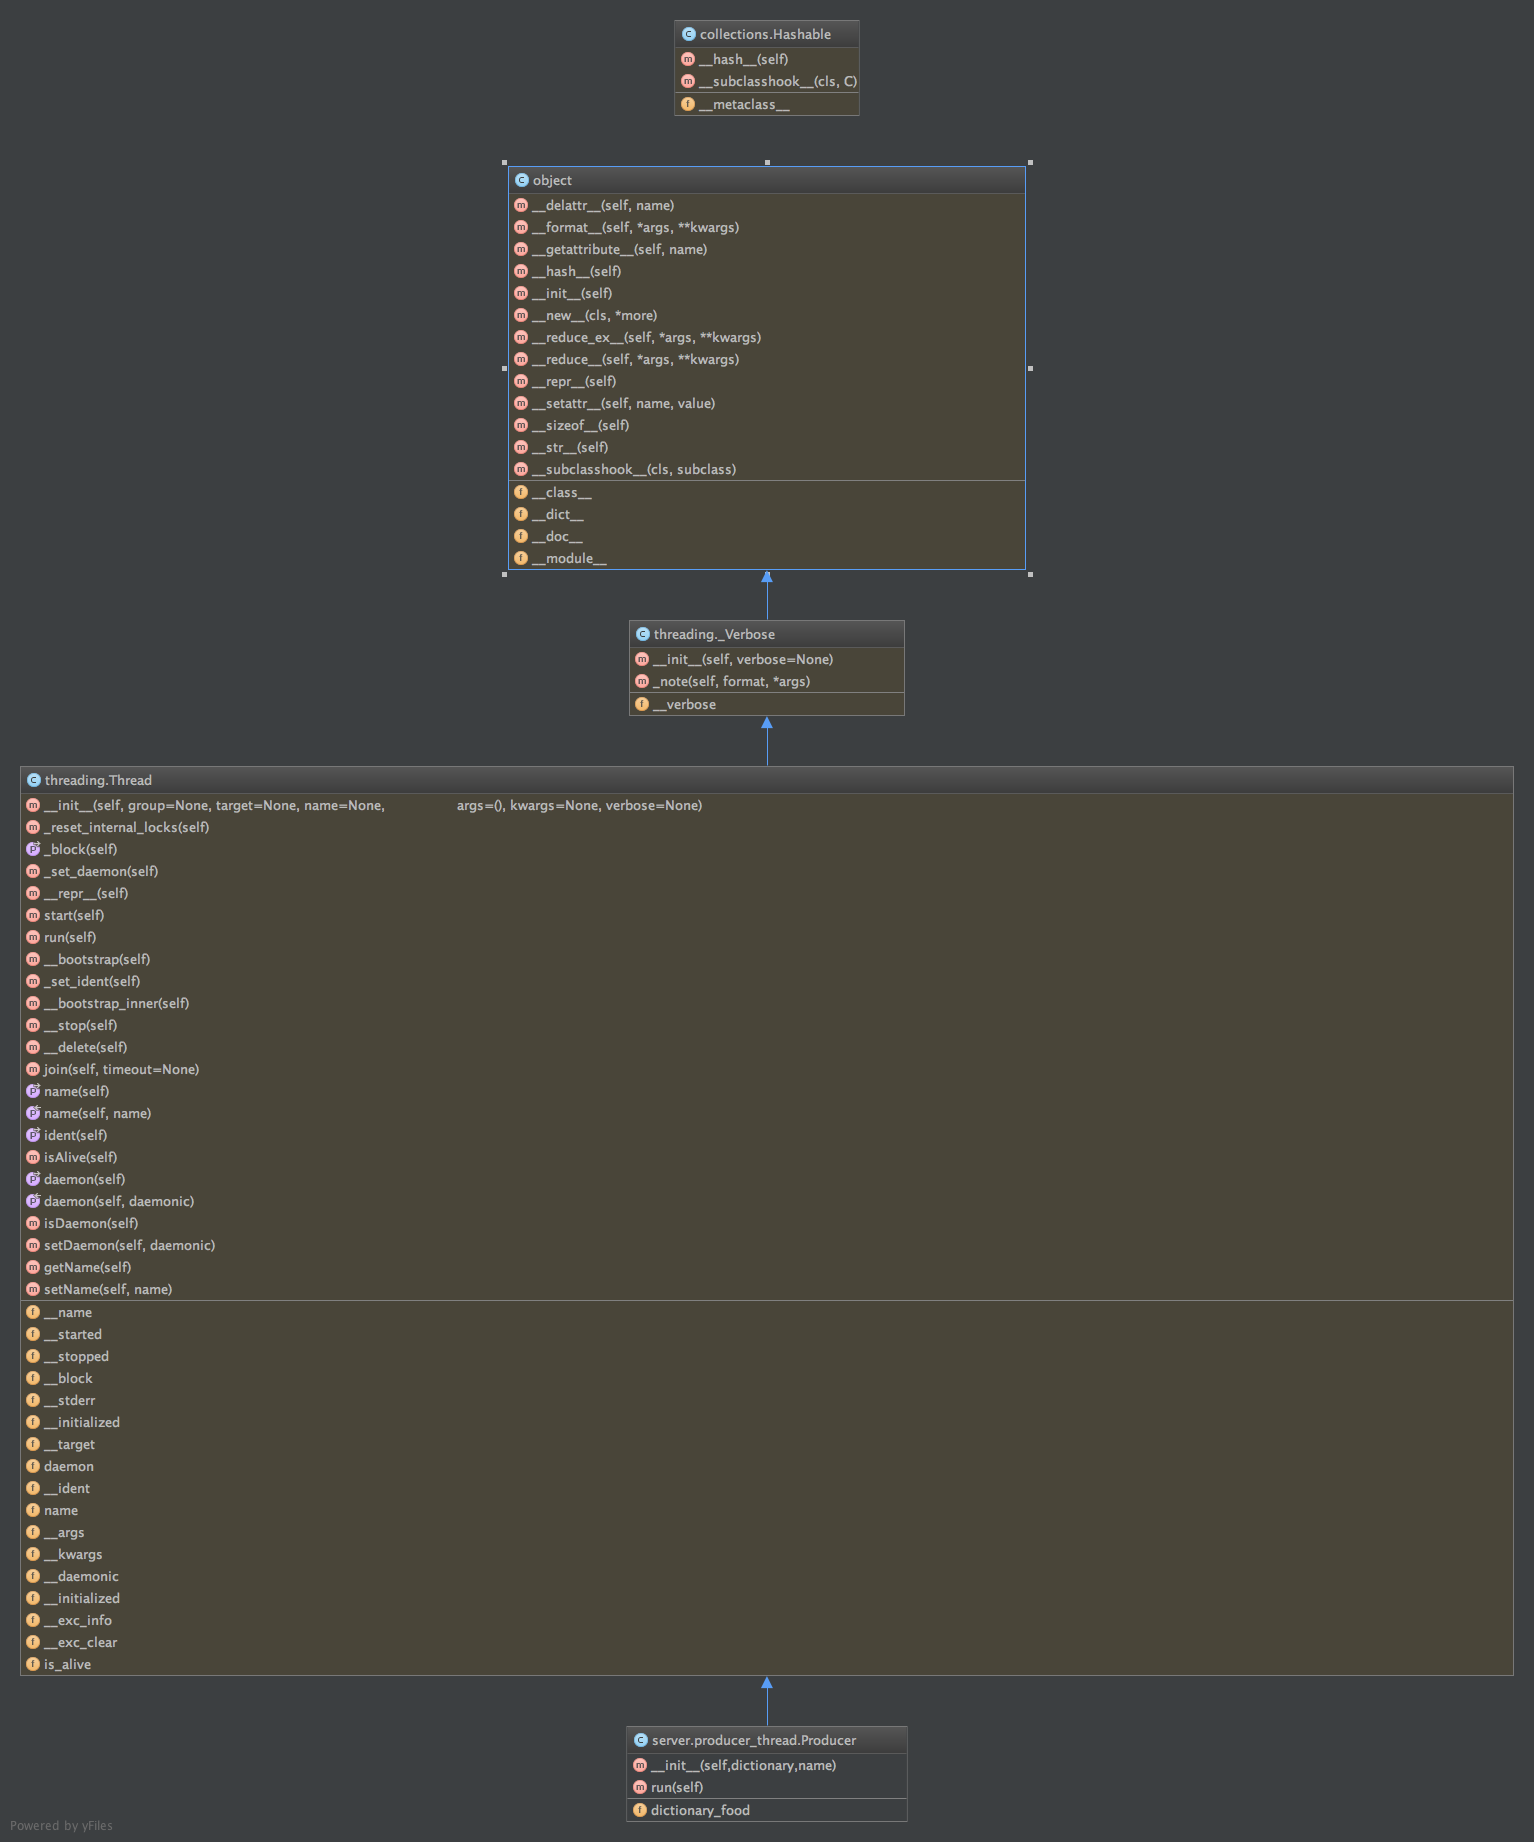 collections.Hashable
__hash__(self)
__subclasshook__(cls, C)
__metaclass__
object
__delattr__(self, name)
__format__(self, *args, **kwargs)
__getattribute__(self, name)
__hash__(self)
__init__(self)
__new__(cls, *more)
__reduce_ex__(self, *args, **kwargs)
__reduce__(self, *args, **kwargs)
__repr__(self)
__setattr__(self, name, value)
__sizeof__(self)
__str__(self)
__subclasshook__(cls, subclass)
__class__
__dict__
__doc__
__module__
threading._Verbose
__init__(self, verbose=None)
_note(self, format, *args)
__verbose
threading.Thread
__init__(self, group=None, target=None, name=None, args=(), kwargs=None, verbose=None)
_reset_internal_locks(self)
_block(self)
_set_daemon(self)
__repr__(self)
start(self)
run(self)
__bootstrap(self)
_set_ident(self)
__bootstrap_inner(self)
__stop(self)
__delete(self)
join(self, timeout=None)
name(self)
name(self, name)
ident(self)
isAlive(self)
daemon(self)
daemon(self, daemonic)
isDaemon(self)
setDaemon(self, daemonic)
getName(self)
setName(self, name)
__name
__started
__stopped
__block
__stderr
__initialized
__target
daemon
__ident
name
__args
__kwargs
__daemonic
__initialized
__exc_info
__exc_clear
is_alive
server.producer_thread.Producer
__init__(self,dictionary,name)
run(self)
dictionary_food
Powered by yFiles